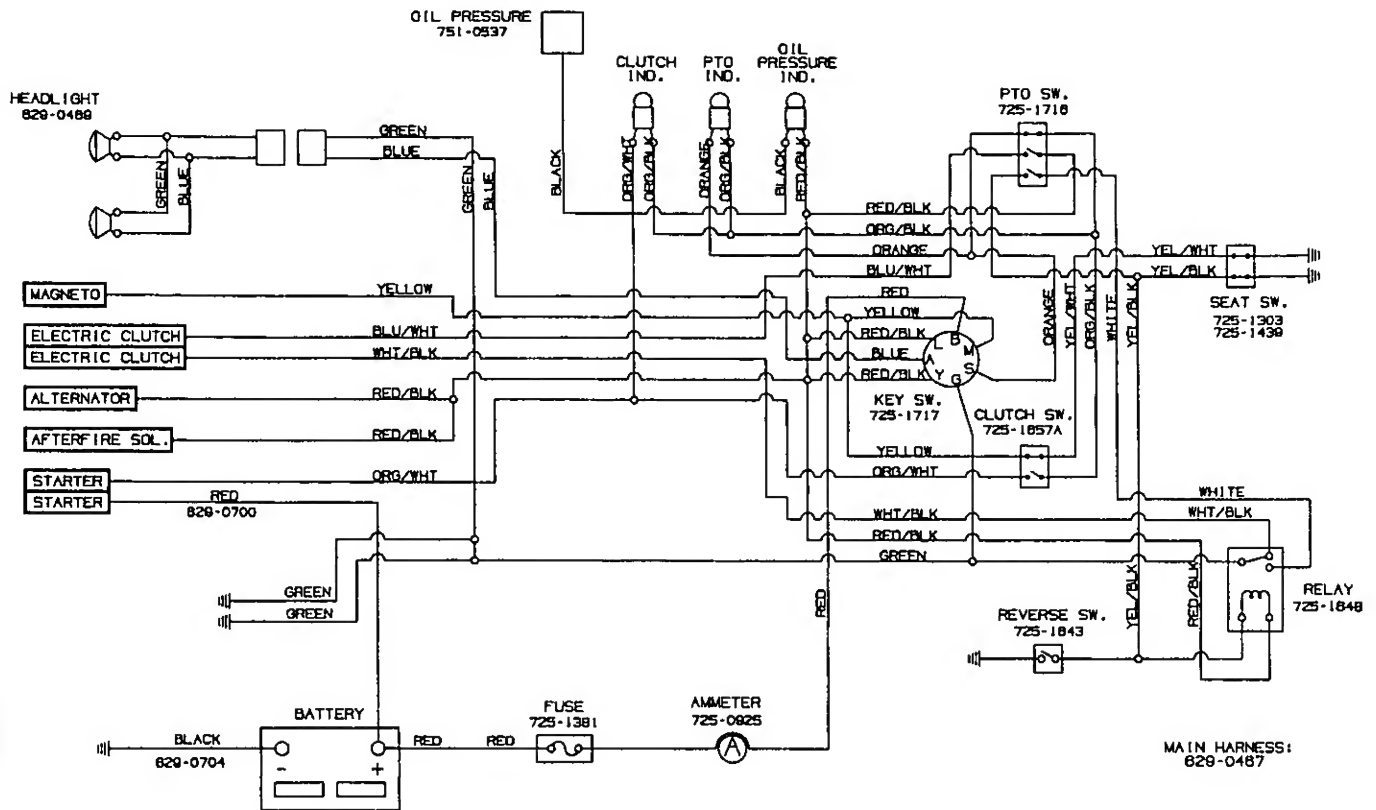 OIL PRESSURE
751-0537
CLUTCH
IND.
PTO
IND.
OIL
PRESSURE
IND.
PTO SW.
725-1716
HEADLIGHT
629-0469
GREEN
BLUE
GREEN
BLUE
GREEN
BLUE
BLACK
ORG/WHT
ORG/BLK
ORANGE
ORG/BLK
BLACK
RED/BLK
RED/BLK
ORG/BLK
ORANGE
BLU/WHT
YEL/WHT
YEL/BLK
SEAT SW.
725-1303
725-1439
MAGNETO
YELLOW
RED
YELLOW
ELECTRIC CLUTCH
BLU/WHT
RED/BLK
ELECTRIC CLUTCH
WHT/BLK
BLUE
RED/BLK
L
B
M
A
S
Y
G
ORANGE
YEL/WHT
ORG/BLK
WHITE
YEL/BLK
ALTERNATOR
RED/BLK
KEY SW.
725-1717
CLUTCH SW.
725-1657A
AFTERFIRE SOL.
RED/BLK
YELLOW
STARTER
ORG/WHT
ORG/WHT
STARTER
RED
629-0700
WHITE
WHT/BLK
WHT/BLK
RED/BLK
GREEN
GREEN
GREEN
RED
YEL/BLK
RED/BLK
RELAY
725-1648
REVERSE SW.
725-1643
BATTERY
FUSE
725-1381
AMMETER
725-0925
BLACK
629-0704
-
+
RED
RED
A
MAIN HARNESS:
629-0467